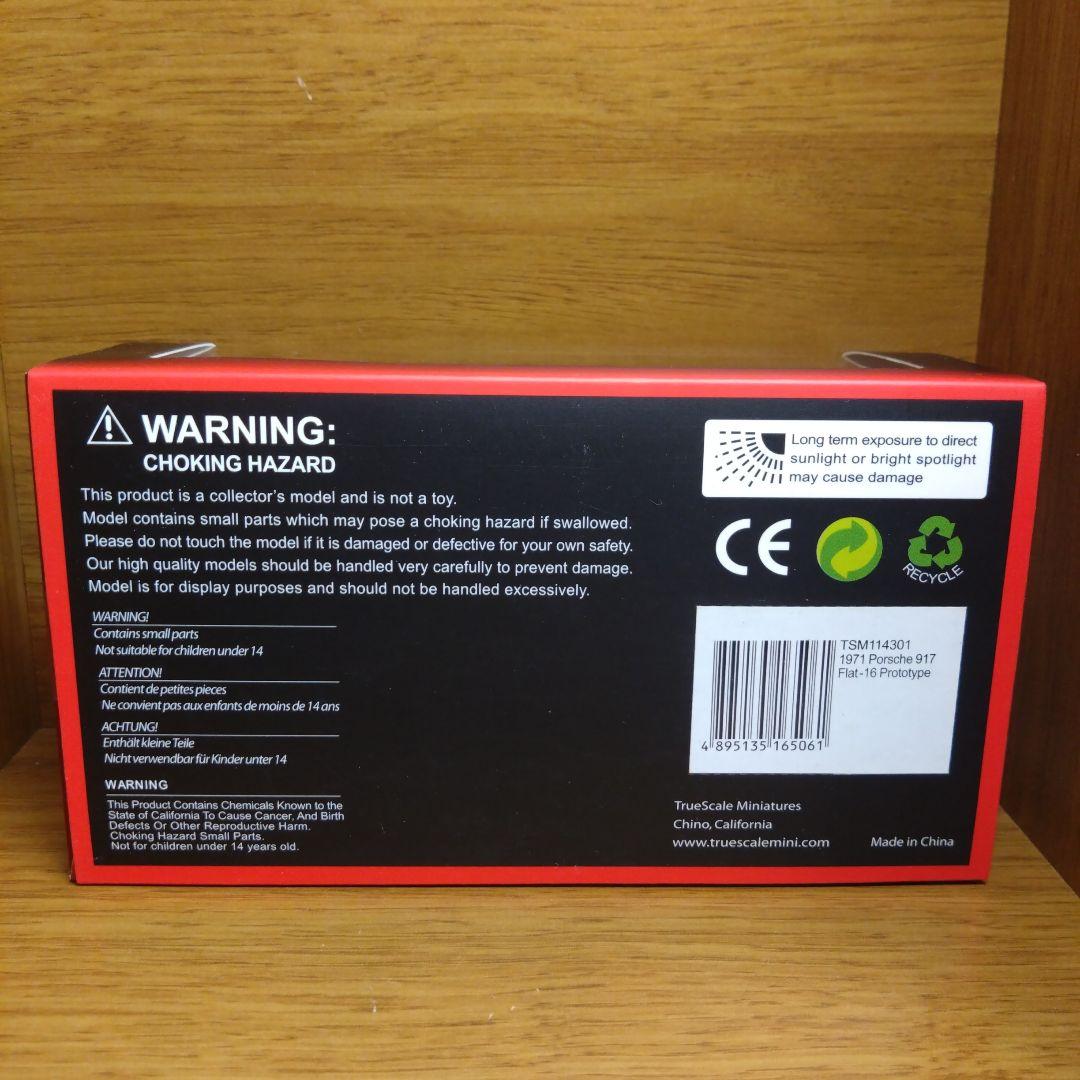 WARNING:
CHOKING HAZARD
This product is a collector's model and is not a toy.
Model contains small parts which may pose a choking hazard if swallowed.
Please do not touch the model if it is damaged or defective for your own safety.
Our high quality models should be handled very carefully to prevent damage.
Model is for display purposes and should not be handled excessively.
WARNING!
Contains small parts
Not suitable for children under 14
ATTENTION!
Contient de petites pieces
Ne convient pas aux enfants de moins de 14 ans
ACHTUNG!
Enthält kleine Teile
Nicht verwendbar für Kinder unter 14
WARNING
This Product Contains Chemicals Known to the
State of California To Cause Cancer, And Birth
Defects Or Other Reproductive Harm.
Choking Hazard Small Parts.
Not for children under 14 years old.
Long term exposure to direct
sunlight or bright spotlight
may cause damage
CE
RECYCLE
TSM114301
1971 Porsche 917
Flat-16 Prototype
4 895135 165061
TrueScale Miniatures
Chino, California
www.truescalemini.com
Made in China